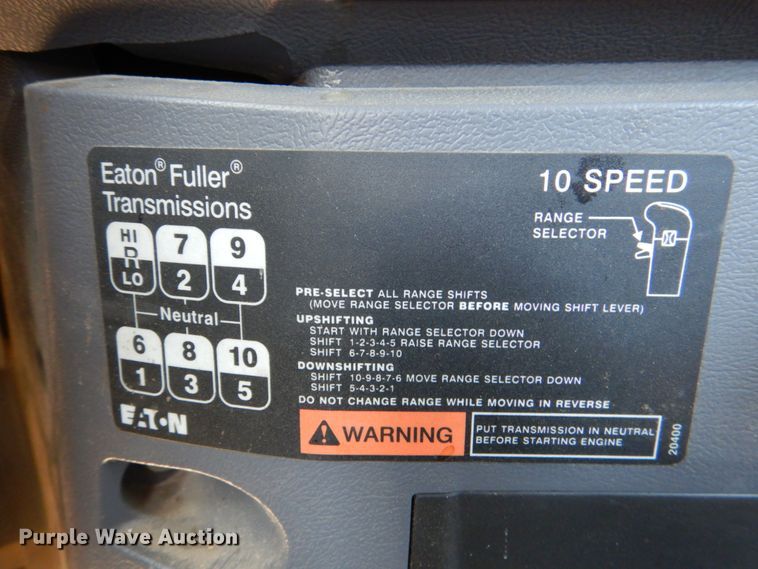 Eaton® Fuller®
Transmissions
10 SPEED
RANGE
SELECTOR
HI 7 9
R
LO 2 4
Neutral
6 8 10
1 3 5
EATON
PRE-SELECT ALL RANGE SHIFTS
(MOVE RANGE SELECTOR BEFORE MOVING SHIFT LEVER)
UPSHIFTING
START WITH RANGE SELECTOR DOWN
SHIFT 1-2-3-4-5 RAISE RANGE SELECTOR
SHIFT 6-7-8-9-10
DOWNSHIFTING
SHIFT 10-9-8-7-6 MOVE RANGE SELECTOR DOWN
SHIFT 5-4-3-2-1
DO NOT CHANGE RANGE WHILE MOVING IN REVERSE
WARNING
PUT TRANSMISSION IN NEUTRAL
BEFORE STARTING ENGINE
20400
Purple Wave Auction